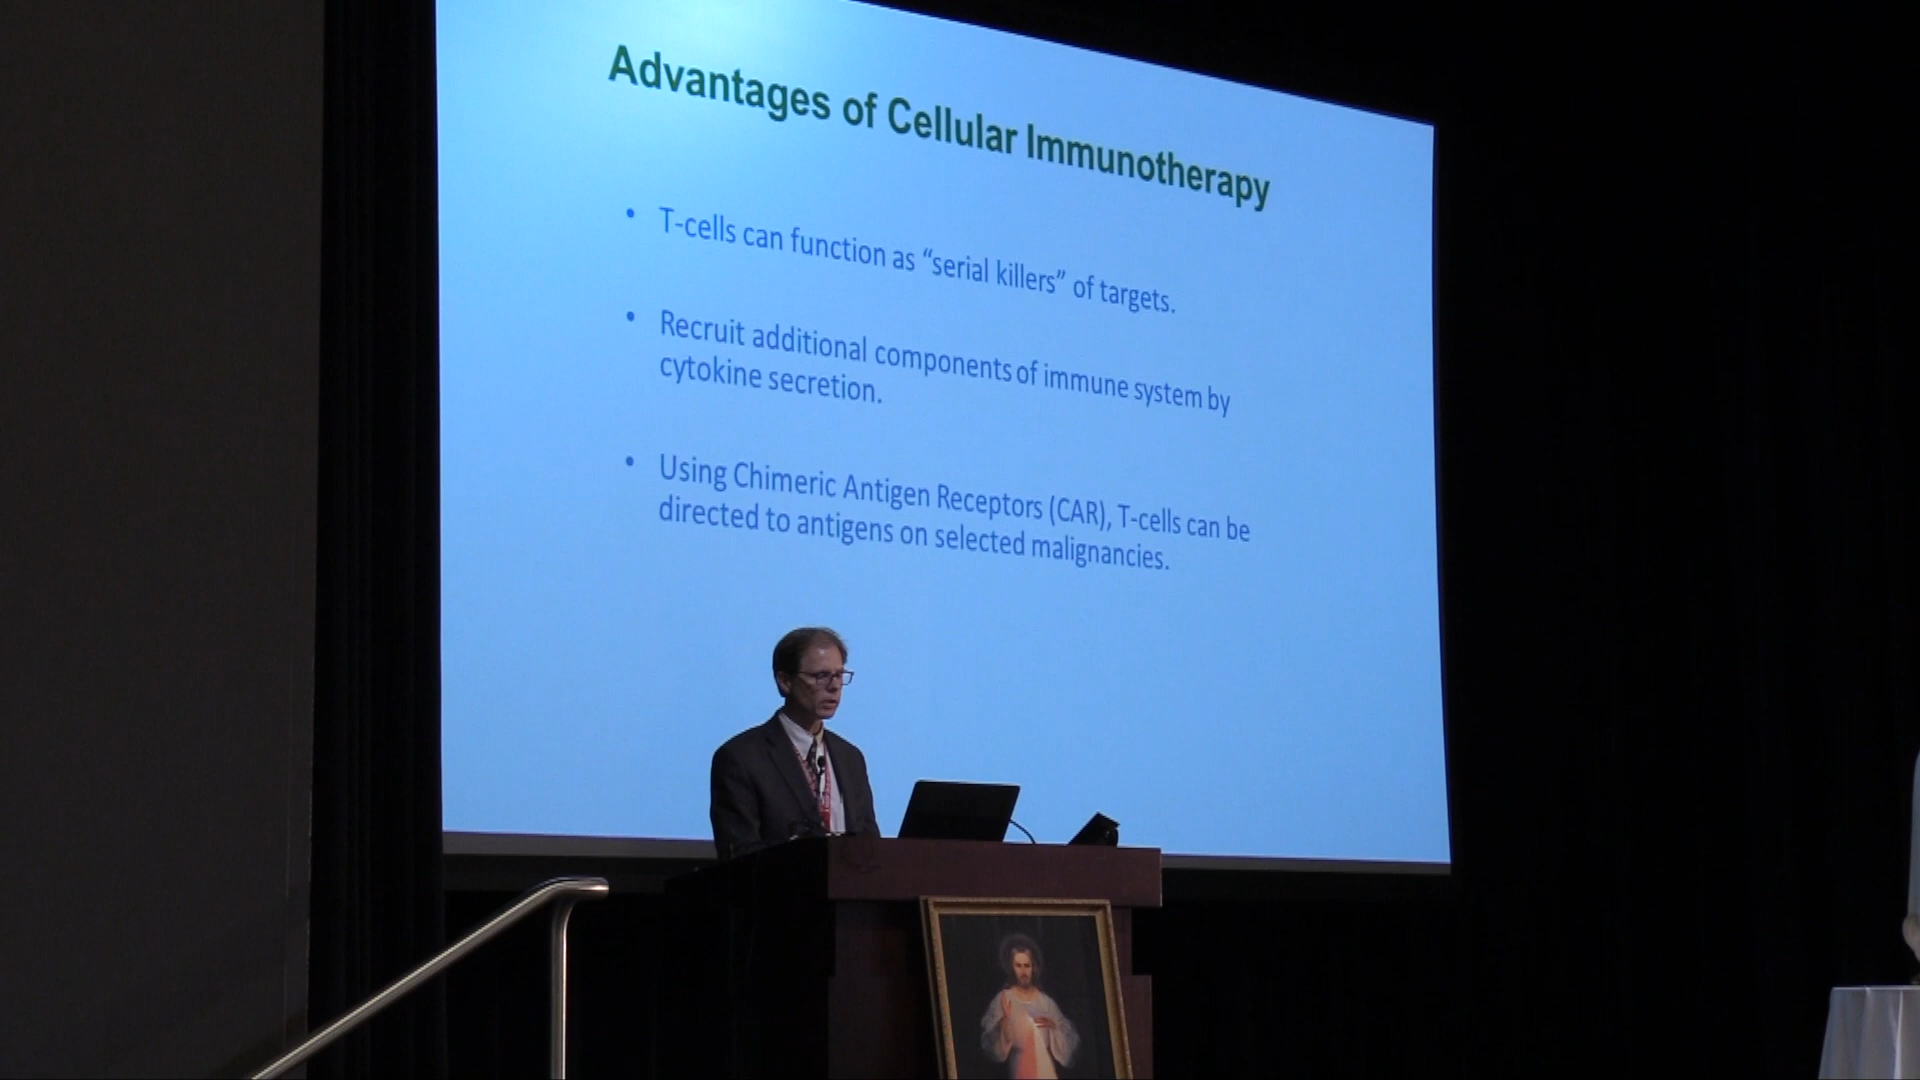 Advantages of Cellular Immunotherapy
• T-cells can function as “serial killers” of targets.
• Recruit additional components of immune system by
cytokine secretion.
• Using Chimeric Antigen Receptors (CAR), T-cells can be
directed to antigens on selected malignancies.